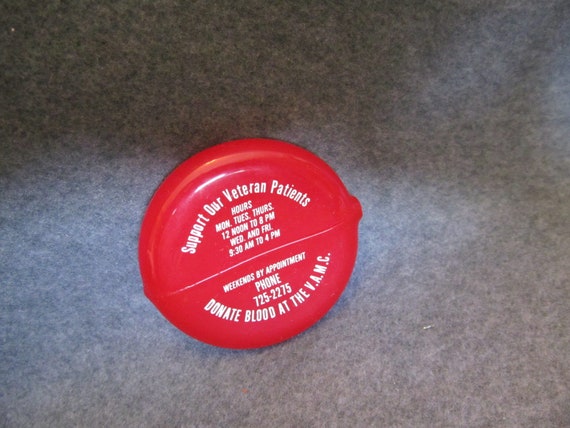 Support Our Veteran Patients
HOURS
MON. TUES. THURS.
12 NOON TO 8 PM
WED. AND FRI.
9:30 AM TO 4 PM
WEEKENDS BY APPOINTMENT
PHONE
725-2275
DONATE BLOOD AT THE V.A.M.C.